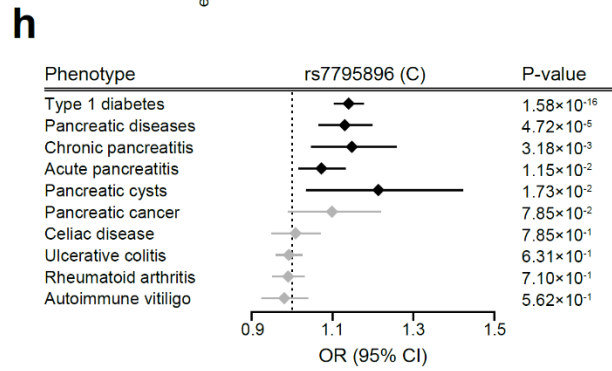 e
h
Phenotype rs7795896 (C) P-value
Type 1 diabetes 1.58×10⁻¹⁶
Pancreatic diseases 4.72×10⁻⁵
Chronic pancreatitis 3.18×10⁻³
Acute pancreatitis 1.15×10⁻²
Pancreatic cysts 1.73×10⁻²
Pancreatic cancer 7.85×10⁻²
Celiac disease 7.85×10⁻¹
Ulcerative colitis 6.31×10⁻¹
Rheumatoid arthritis 7.10×10⁻¹
Autoimmune vitiligo 5.62×10⁻¹
0.9 1.1 1.3 1.5
OR (95% CI)